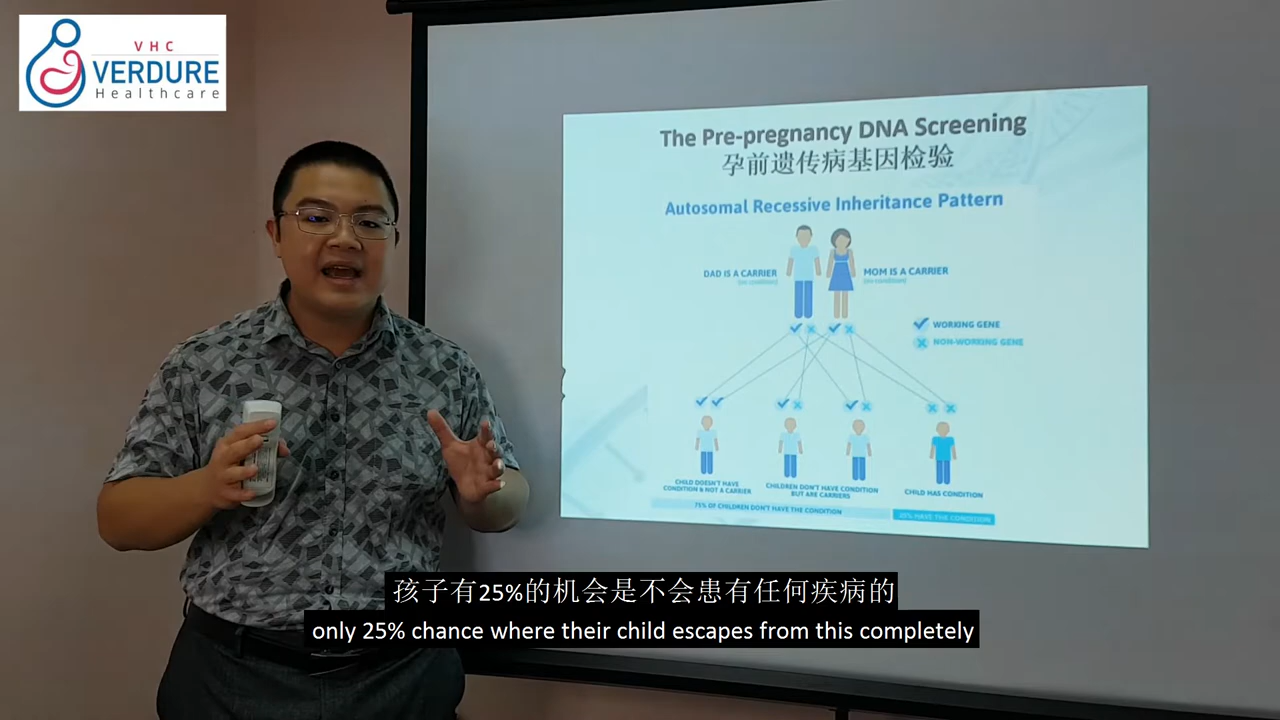 VHC
VERDURE
Healthcare
The Pre-pregnancy DNA Screening
孕前遗传病基因检验
Autosomal Recessive Inheritance Pattern
DAD IS A CARRIER
MOM IS A CARRIER
WORKING GENE
NON-WORKING GENE
CHILD DOESN'T HAVE
CONDITION & NOT A CARRIER
CHILDREN DON'T HAVE CONDITION
BUT ARE CARRIERS
CHILD HAS CONDITION
75% OF CHILDREN DON'T HAVE THE CONDITION
25% HAVE THE CONDITION
孩子有25%的机会是不会患有任何疾病的
only 25% chance where their child escapes from this completely